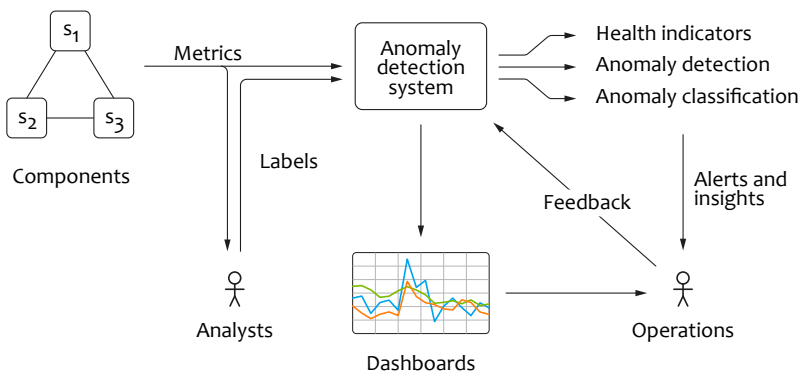 s1
s2
s3
Components
Metrics
Labels
Analysts
Anomaly
detection
system
Health indicators
Anomaly detection
Anomaly classification
Alerts and
insights
Feedback
Dashboards
Operations